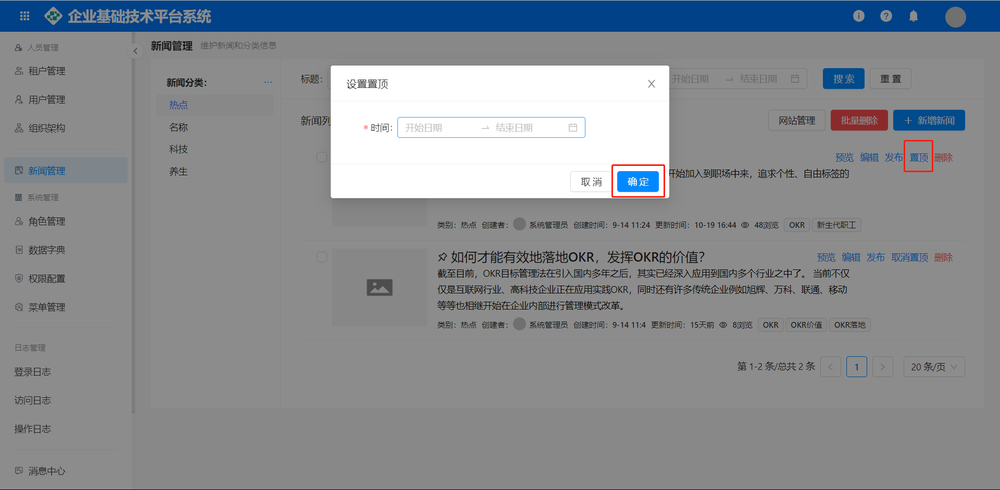 企业基础技术平台系统
人员管理
租户管理
用户管理
组织架构
新闻管理
系统管理
角色管理
数据字典
权限配置
菜单管理
日志管理
登录日志
访问日志
操作日志
消息中心
新闻管理 维护新闻和分类信息
新闻分类：
热点
名称
科技
养生
标题： 开始日期 → 结束日期 搜 索 重 置
新闻列
网站管理 批量删除 + 新增新闻
设置置顶
* 时间： 开始日期 → 结束日期
取 消 确 定
预览 编辑 发布 置顶 删除
开始加入到职场中来，追求个性、自由标签的
类别：热点 创建者： 系统管理员 创建时间：9-14 11:24 更新时间：10-19 16:44 48浏览 OKR 新生代职工
如何才能有效地落地OKR，发挥OKR的价值？
预览 编辑 发布 取消置顶 删除
截至目前，OKR目标管理法在引入国内多年之后，其实已经深入应用到国内多个行业之中了。 当前不仅
仅是互联网行业、高科技企业正在应用实践OKR，同时还有许多传统企业例如旭辉、万科、联通、移动
等等也相继开始在企业内部进行管理模式改革。
类别：热点 创建者： 系统管理员 创建时间：9-14 11:4 更新时间：15天前 8浏览 OKR OKR价值 OKR落地
第 1-2 条/总共 2 条 < 1 > 20 条/页